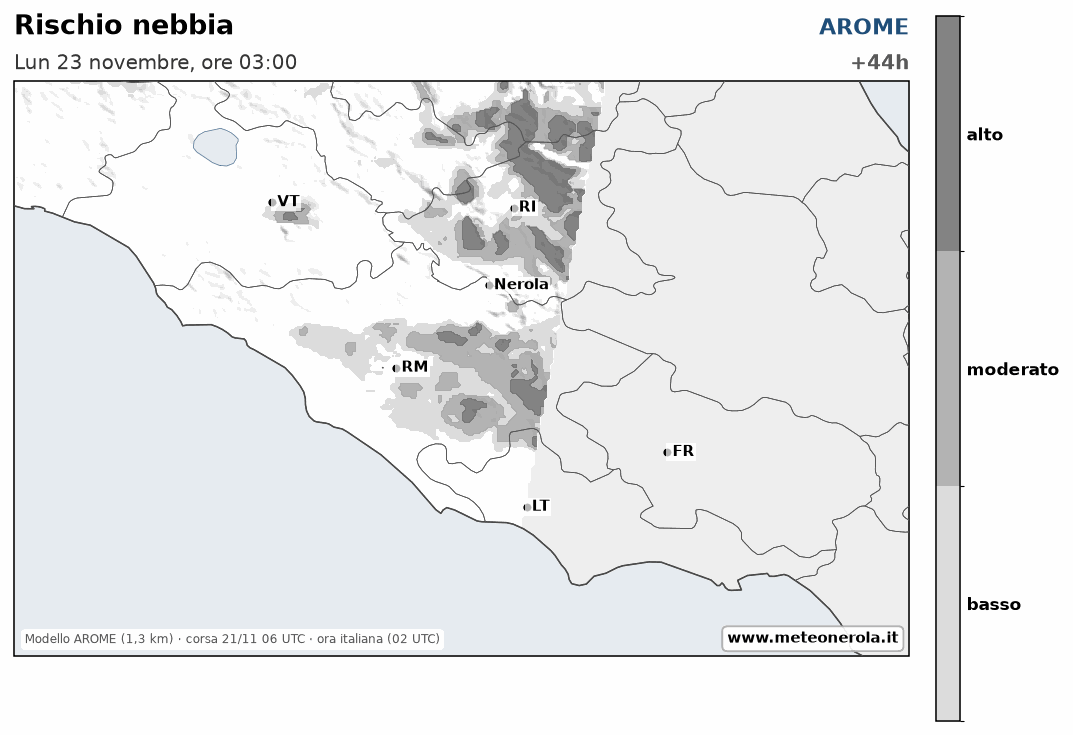 Rischio nebbia
AROME
Lun 23 novembre, ore 03:00
+44h
alto
VT
RI
Nerola
RM
moderato
FR
LT
basso
Modello AROME (1,3 km) · corsa 21/11 06 UTC · ora italiana (02 UTC)
www.meteonerola.it